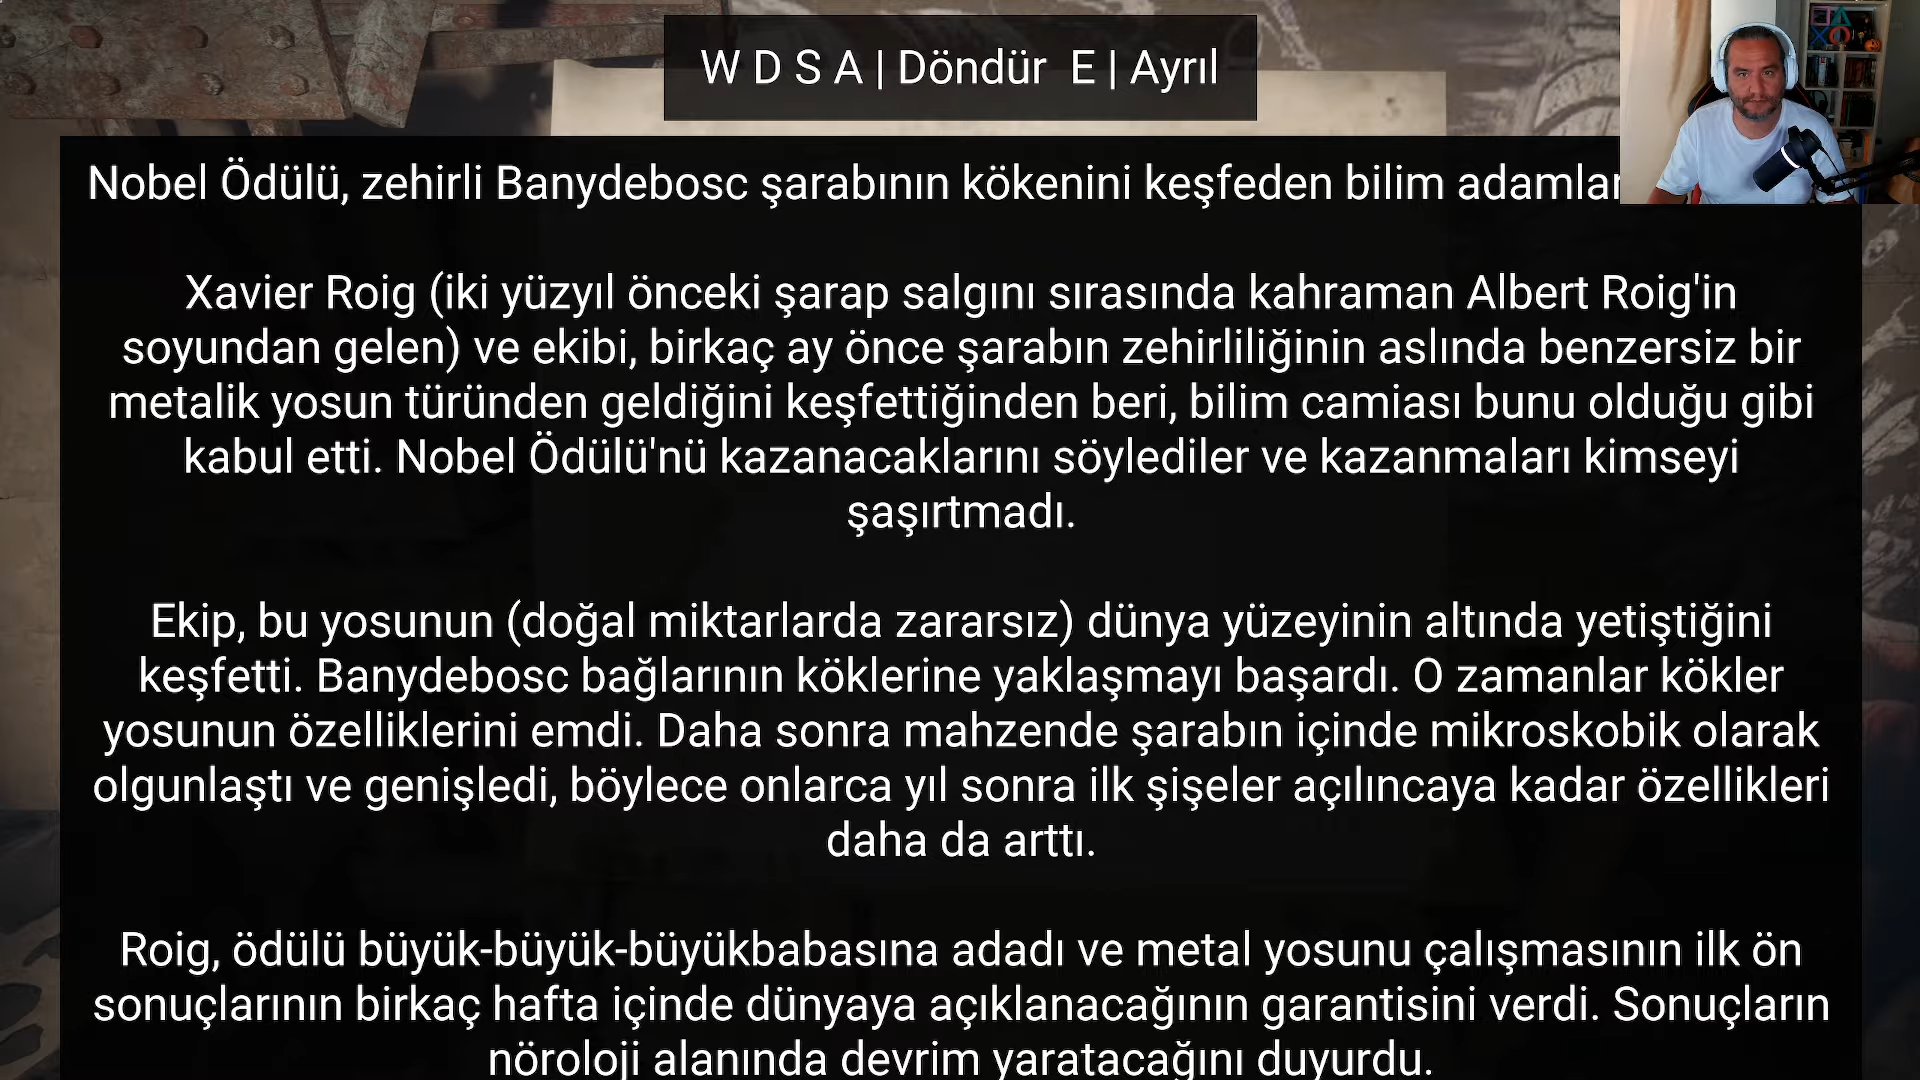 W D S A | Döndür E | Ayrıl
Nobel Ödülü, zehirli Banydebosc şarabının kökenini keşfeden bilim
Xavier Roig (iki yüzyıl önceki şarap salgını sırasında kahraman Albert Roig'in
soyundan gelen) ve ekibi, birkaç ay önce şarabın zehirliliğinin aslında benzersiz bir
metalik yosun türünden geldiğini keşfettiğinden beri, bilim camiası bunu olduğu gibi
kabul etti. Nobel Ödülü'nü kazanacaklarını söylediler ve kazanmaları kimseyi
şaşırtmadı.
Ekip, bu yosunun (doğal miktarlarda zararsız) dünya yüzeyinin altında yetiştiğini
keşfetti. Banydebosc bağlarının köklerine yaklaşmayı başardı. O zamanlar kökler
yosunun özelliklerini emdi. Daha sonra mahzende şarabın içinde mikroskobik olarak
olgunlaştı ve genişledi, böylece onlarca yıl sonra ilk şişeler açılıncaya kadar özellikleri
daha da arttı.
Roig, ödülü büyük-büyük-büyükbabasına adadı ve metal yosunu çalışmasının ilk ön
sonuçlarının birkaç hafta içinde dünyaya açıklanacağının garantisini verdi. Sonuçların
nöroloji alanında devrim yaratacağını duyurdu.